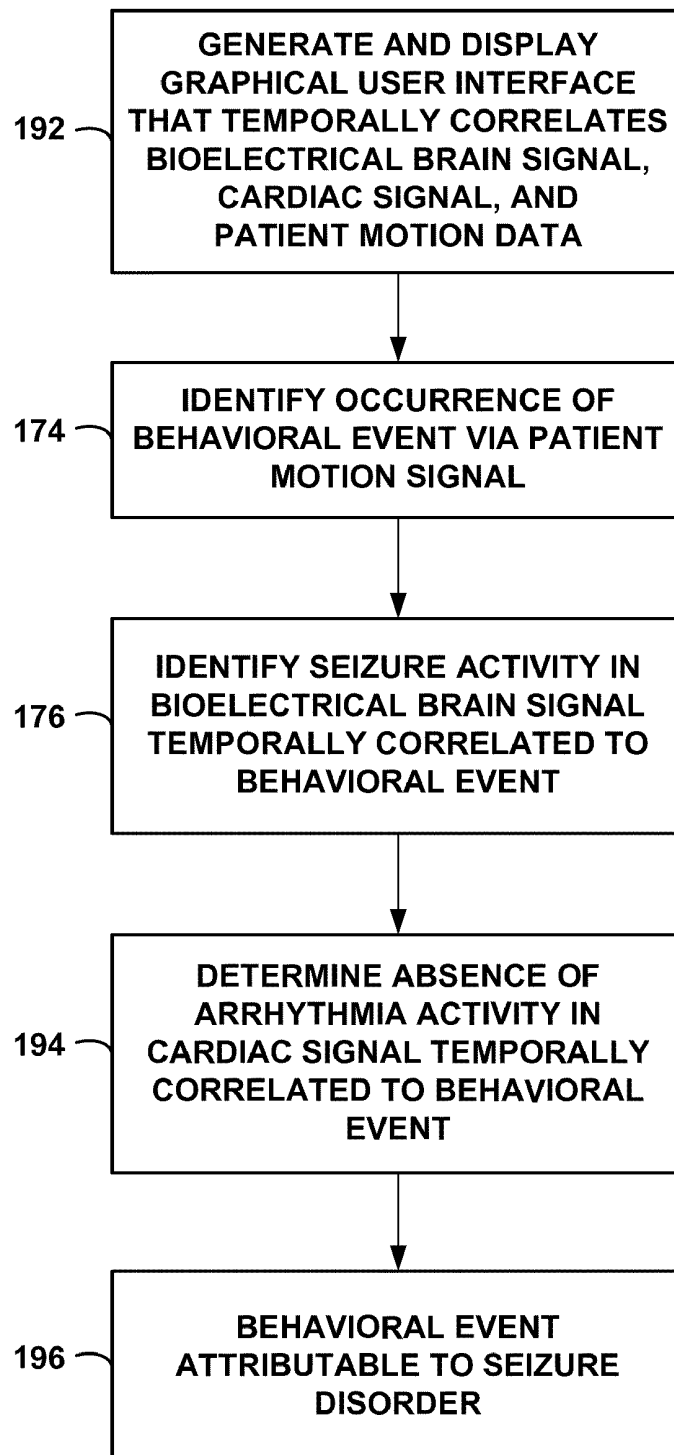 GENERATE AND DISPLAY
GRAPHICAL USER INTERFACE
THAT TEMPORALLY CORRELATES
192
BIOELECTRICAL BRAIN SIGNAL,
CARDIAC SIGNAL, AND
PATIENT MOTION DATA
IDENTIFY OCCURRENCE OF
174
BEHAVIORAL EVENT VIA PATIENT
MOTION SIGNAL
IDENTIFY SEIZURE ACTIVITY IN
176
BIOELECTRICAL BRAIN SIGNAL
TEMPORALLY CORRELATED TO
BEHAVIORAL EVENT
DETERMINE ABSENCE OF
ARRHYTHMIA ACTIVITY IN
194
CARDIAC SIGNAL TEMPORALLY
CORRELATED TO BEHAVIORAL
EVENT
BEHAVIORAL EVENT
196
ATTRIBUTABLE TO SEIZURE
DISORDER